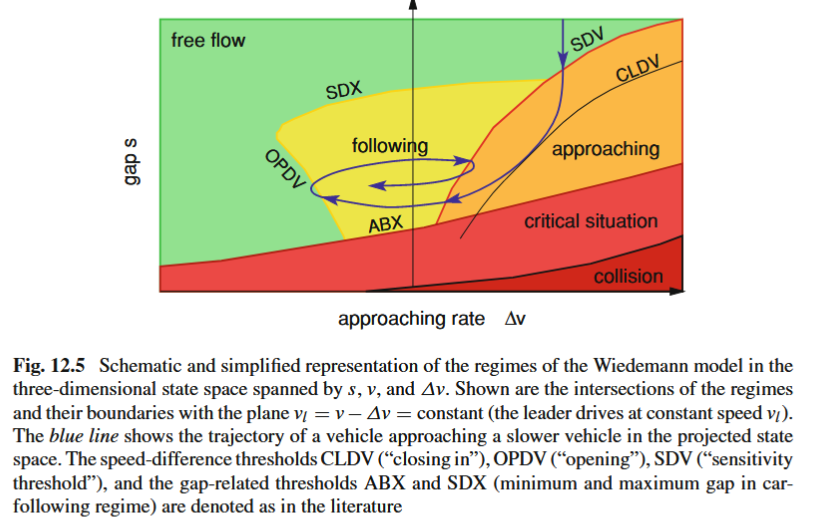 free flow
SDV
CLDV
SDX
following
approaching
OPDV
gap s
ABX
critical situation
collision
approaching rate Δv
Fig. 12.5 Schematic and simplified representation of the regimes of the Wiedemann model in the
three-dimensional state space spanned by s, v, and Δv. Shown are the intersections of the regimes
and their boundaries with the plane vₗ = v − Δv = constant (the leader drives at constant speed vₗ).
The blue line shows the trajectory of a vehicle approaching a slower vehicle in the projected state
space. The speed-difference thresholds CLDV (“closing in”), OPDV (“opening”), SDV (“sensitivity
threshold”), and the gap-related thresholds ABX and SDX (minimum and maximum gap in car-
following regime) are denoted as in the literature